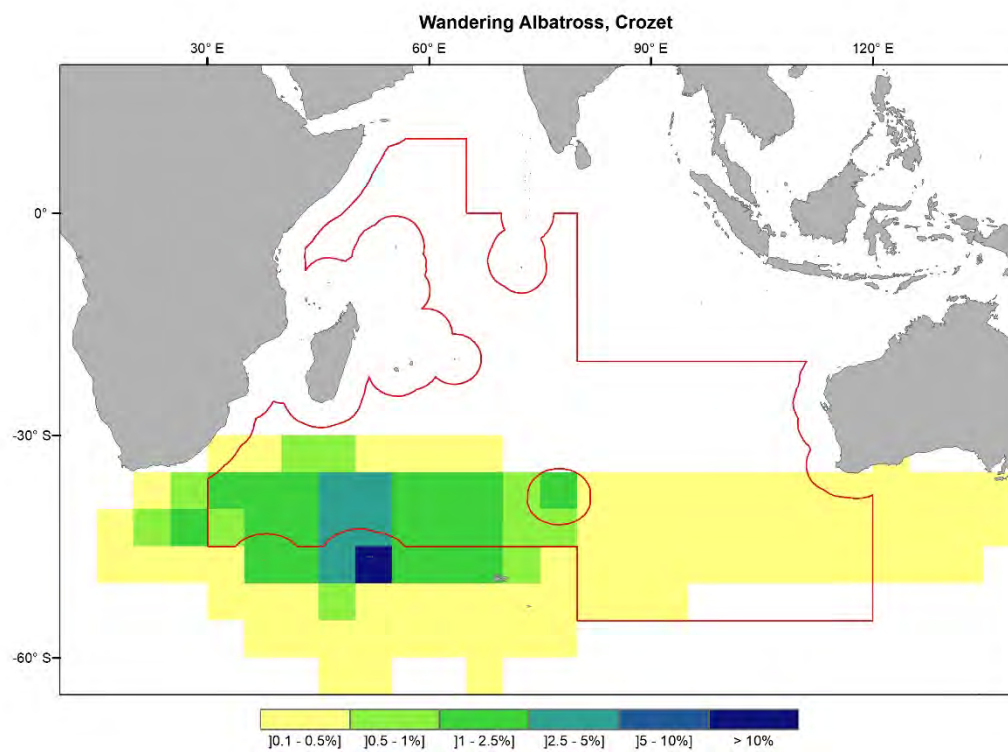 Wandering Albatross, Crozet
30° E 60° E 90° E 120° E
0°
-30° S
-60° S
]0.1 - 0.5%] ]0.5 - 1%] ]1 - 2.5%] ]2.5 - 5%] ]5 - 10%] > 10%